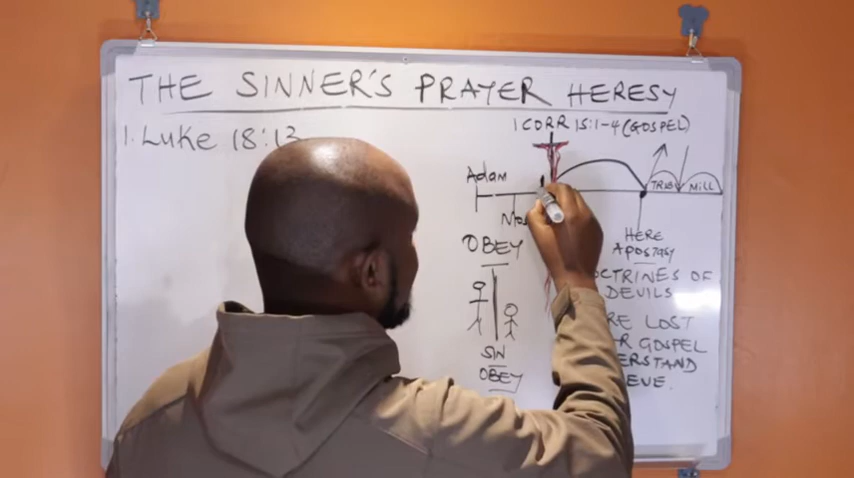 THE SINNER'S PRAYER HERESY
1. Luke 18:13
1 CORR 15:1-4 (GOSPEL)
Adam
TRIB MILL
OBEY
HERE
APOSTASY
DEVILS
OF
LOST
GOSPEL
SIN
OBEY